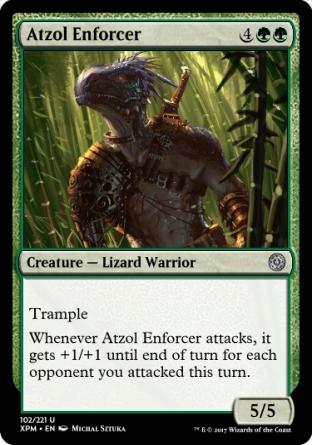 Atzol Enforcer 4
Creature — Lizard Warrior
Trample
Whenever Atzol Enforcer attacks, it
gets +1/+1 until end of turn for each
opponent you attacked this turn.
5/5
102/221 U
XPM • EN Michal Sztuka
™ & © 2017 Wizards of the Coast